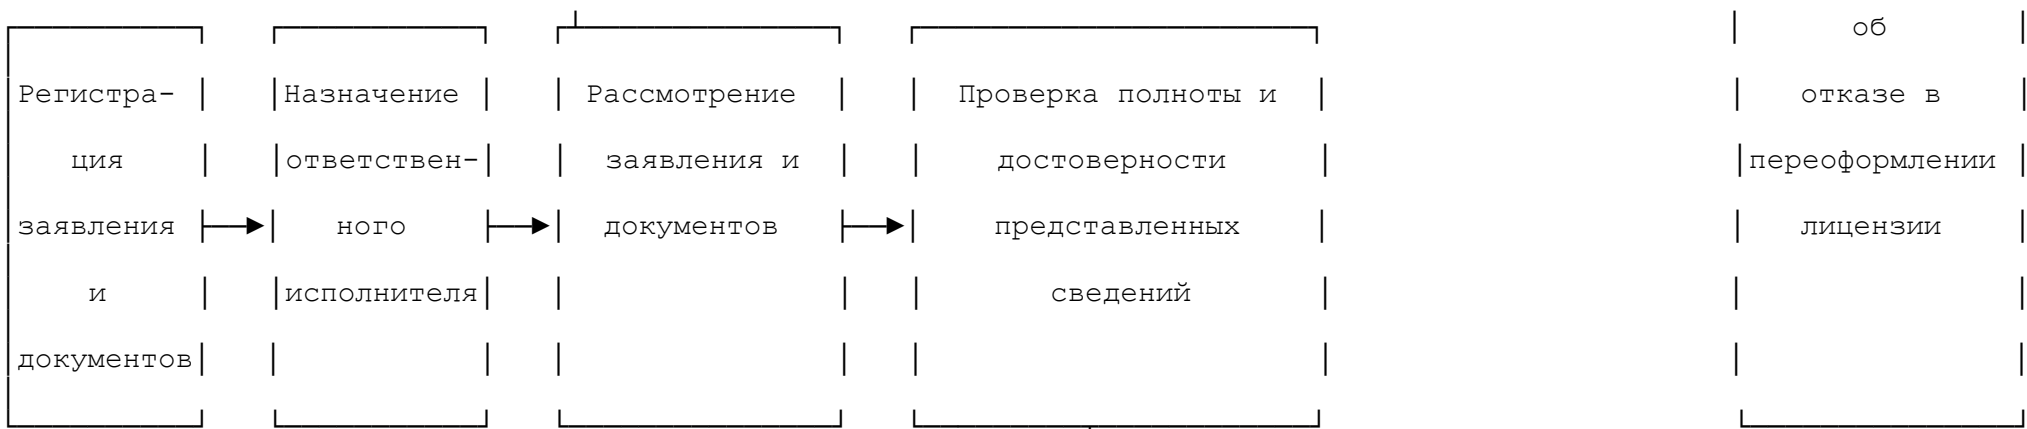 об
Регистра- Назначение Рассмотрение Проверка полноты и отказе в
ция ответствен- заявления и достоверности переоформлении
заявления ного документов представленных лицензии
и исполнителя сведений
документов